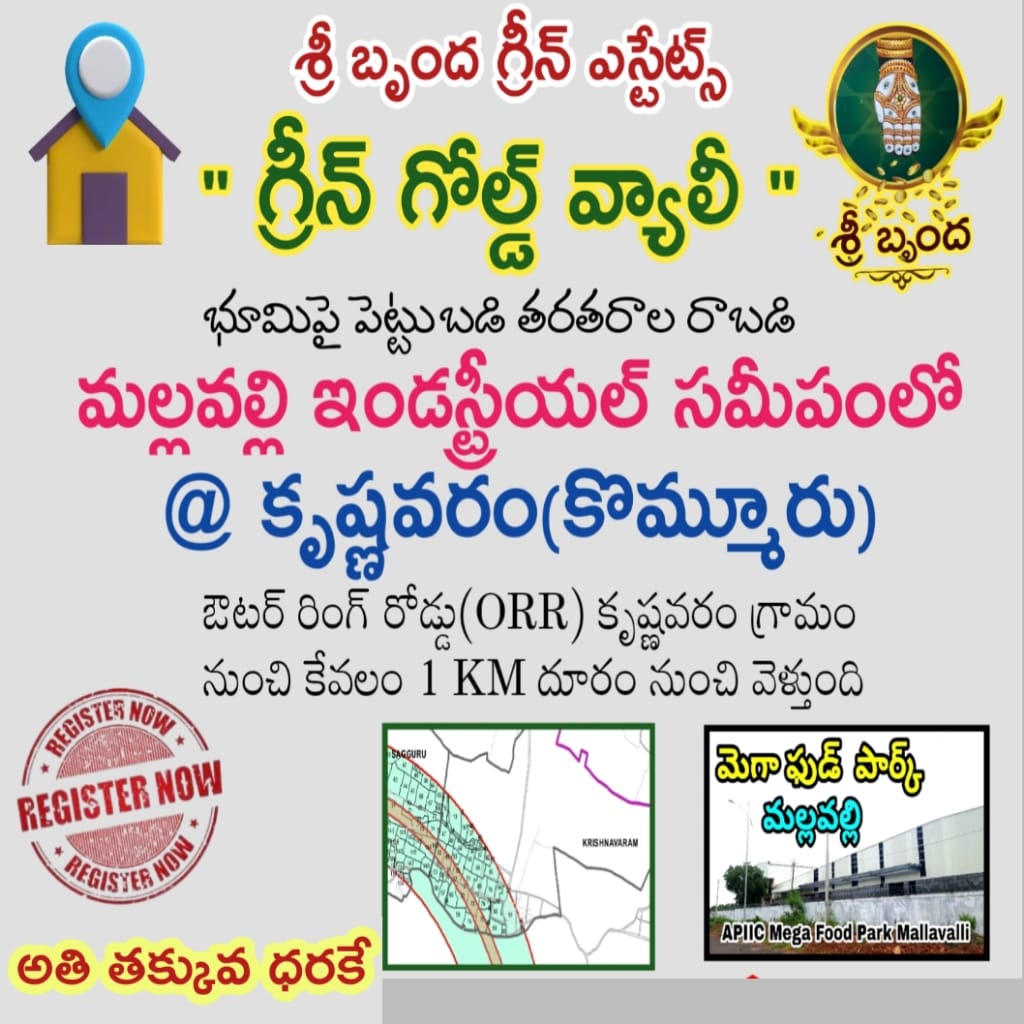 శ్రీ బృంద గ్రీన్ ఎస్టేట్స్
" గ్రీన్ గోల్డ్ వ్యాలీ "
శ్రీ బృంద
భూమిపై పెట్టుబడి తరతరాల రాబడి
మల్లవల్లి ఇండస్ట్రీయల్ సమీపంలో
@ కృష్ణవరం(కొమ్మూరు)
ఔటర్ రింగ్ రోడ్డు(ORR) కృష్ణవరం గ్రామం
నుంచి కేవలం 1 KM దూరం నుంచి వెళ్తుంది
REGISTER NOW
REGISTER NOW
REGISTER NOW
SAGGURU
KRISHNAVARAM
మెగా ఫుడ్ పార్క్
మల్లవల్లి
APIIC Mega Food Park Mallavalli
అతి తక్కువ ధరకే